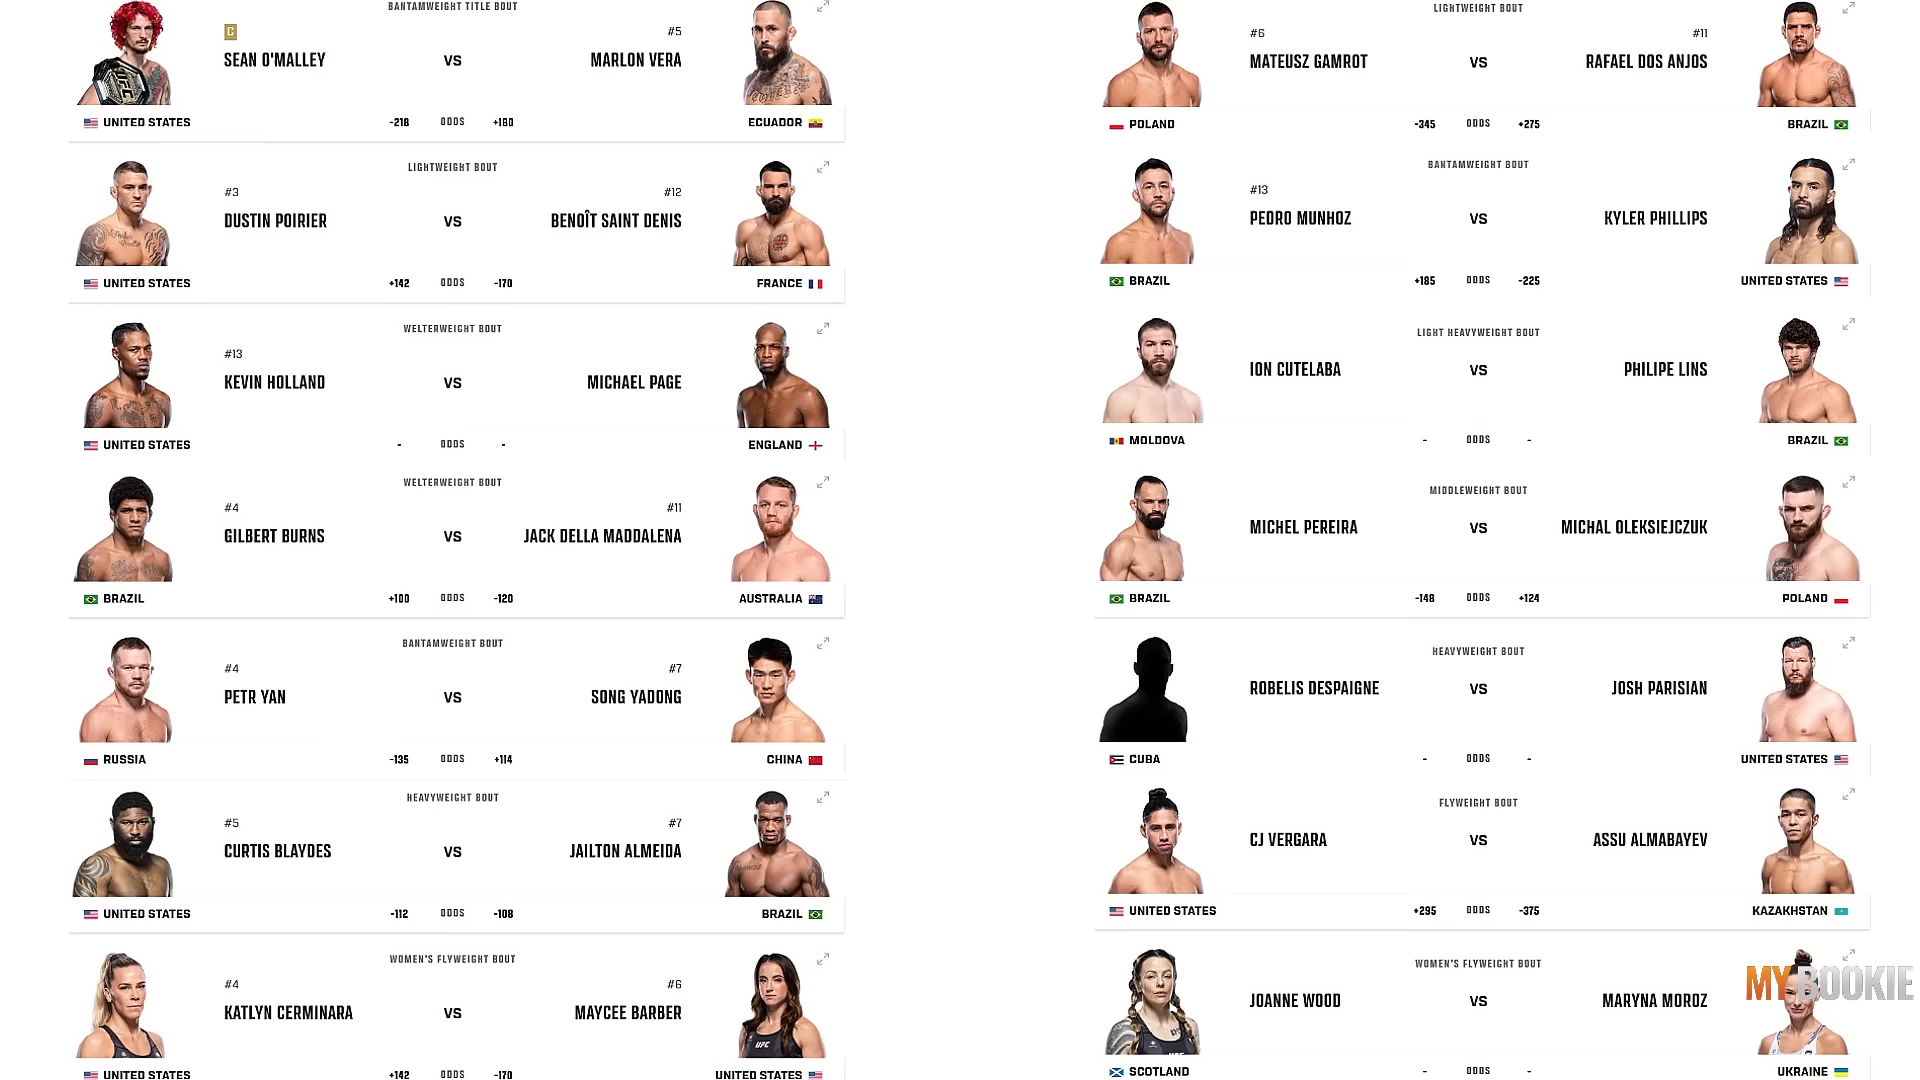 BANTAMWEIGHT TITLE BOUT
C
#5
SEAN O'MALLEY VS MARLON VERA
UNITED STATES -218 ODDS +180 ECUADOR
LIGHTWEIGHT BOUT
#3 #12
DUSTIN POIRIER VS BENOÎT SAINT DENIS
UNITED STATES +142 ODDS -170 FRANCE
WELTERWEIGHT BOUT
#13
KEVIN HOLLAND VS MICHAEL PAGE
UNITED STATES - ODDS - ENGLAND
WELTERWEIGHT BOUT
#4 #11
GILBERT BURNS VS JACK DELLA MADDALENA
BRAZIL +100 ODDS -120 AUSTRALIA
BANTAMWEIGHT BOUT
#4 #7
PETR YAN VS SONG YADONG
RUSSIA -135 ODDS +114 CHINA
HEAVYWEIGHT BOUT
#5 #7
CURTIS BLAYDES VS JAILTON ALMEIDA
UNITED STATES -112 ODDS -108 BRAZIL
WOMEN'S FLYWEIGHT BOUT
#4 #6
KATLYN CERMINARA VS MAYCEE BARBER
UFC
UNITED STATES +142 ODDS -170 UNITED STATES
LIGHTWEIGHT BOUT
#6 #11
MATEUSZ GAMROT VS RAFAEL DOS ANJOS
POLAND -345 ODDS +275 BRAZIL
BANTAMWEIGHT BOUT
#13
PEDRO MUNHOZ VS KYLER PHILLIPS
BRAZIL +185 ODDS -225 UNITED STATES
LIGHT HEAVYWEIGHT BOUT
ION CUTELABA VS PHILIPE LINS
MOLDOVA - ODDS - BRAZIL
MIDDLEWEIGHT BOUT
MICHEL PEREIRA VS MICHAL OLEKSIEJCZUK
BRAZIL -148 ODDS +124 POLAND
HEAVYWEIGHT BOUT
ROBELIS DESPAIGNE VS JOSH PARISIAN
CUBA - ODDS - UNITED STATES
FLYWEIGHT BOUT
CJ VERGARA VS ASSU ALMABAYEV
UNITED STATES +295 ODDS -375 KAZAKHSTAN
WOMEN'S FLYWEIGHT BOUT
JOANNE WOOD VS MARYNA MOROZ
MYBOOKIE
SCOTLAND - ODDS - UKRAINE